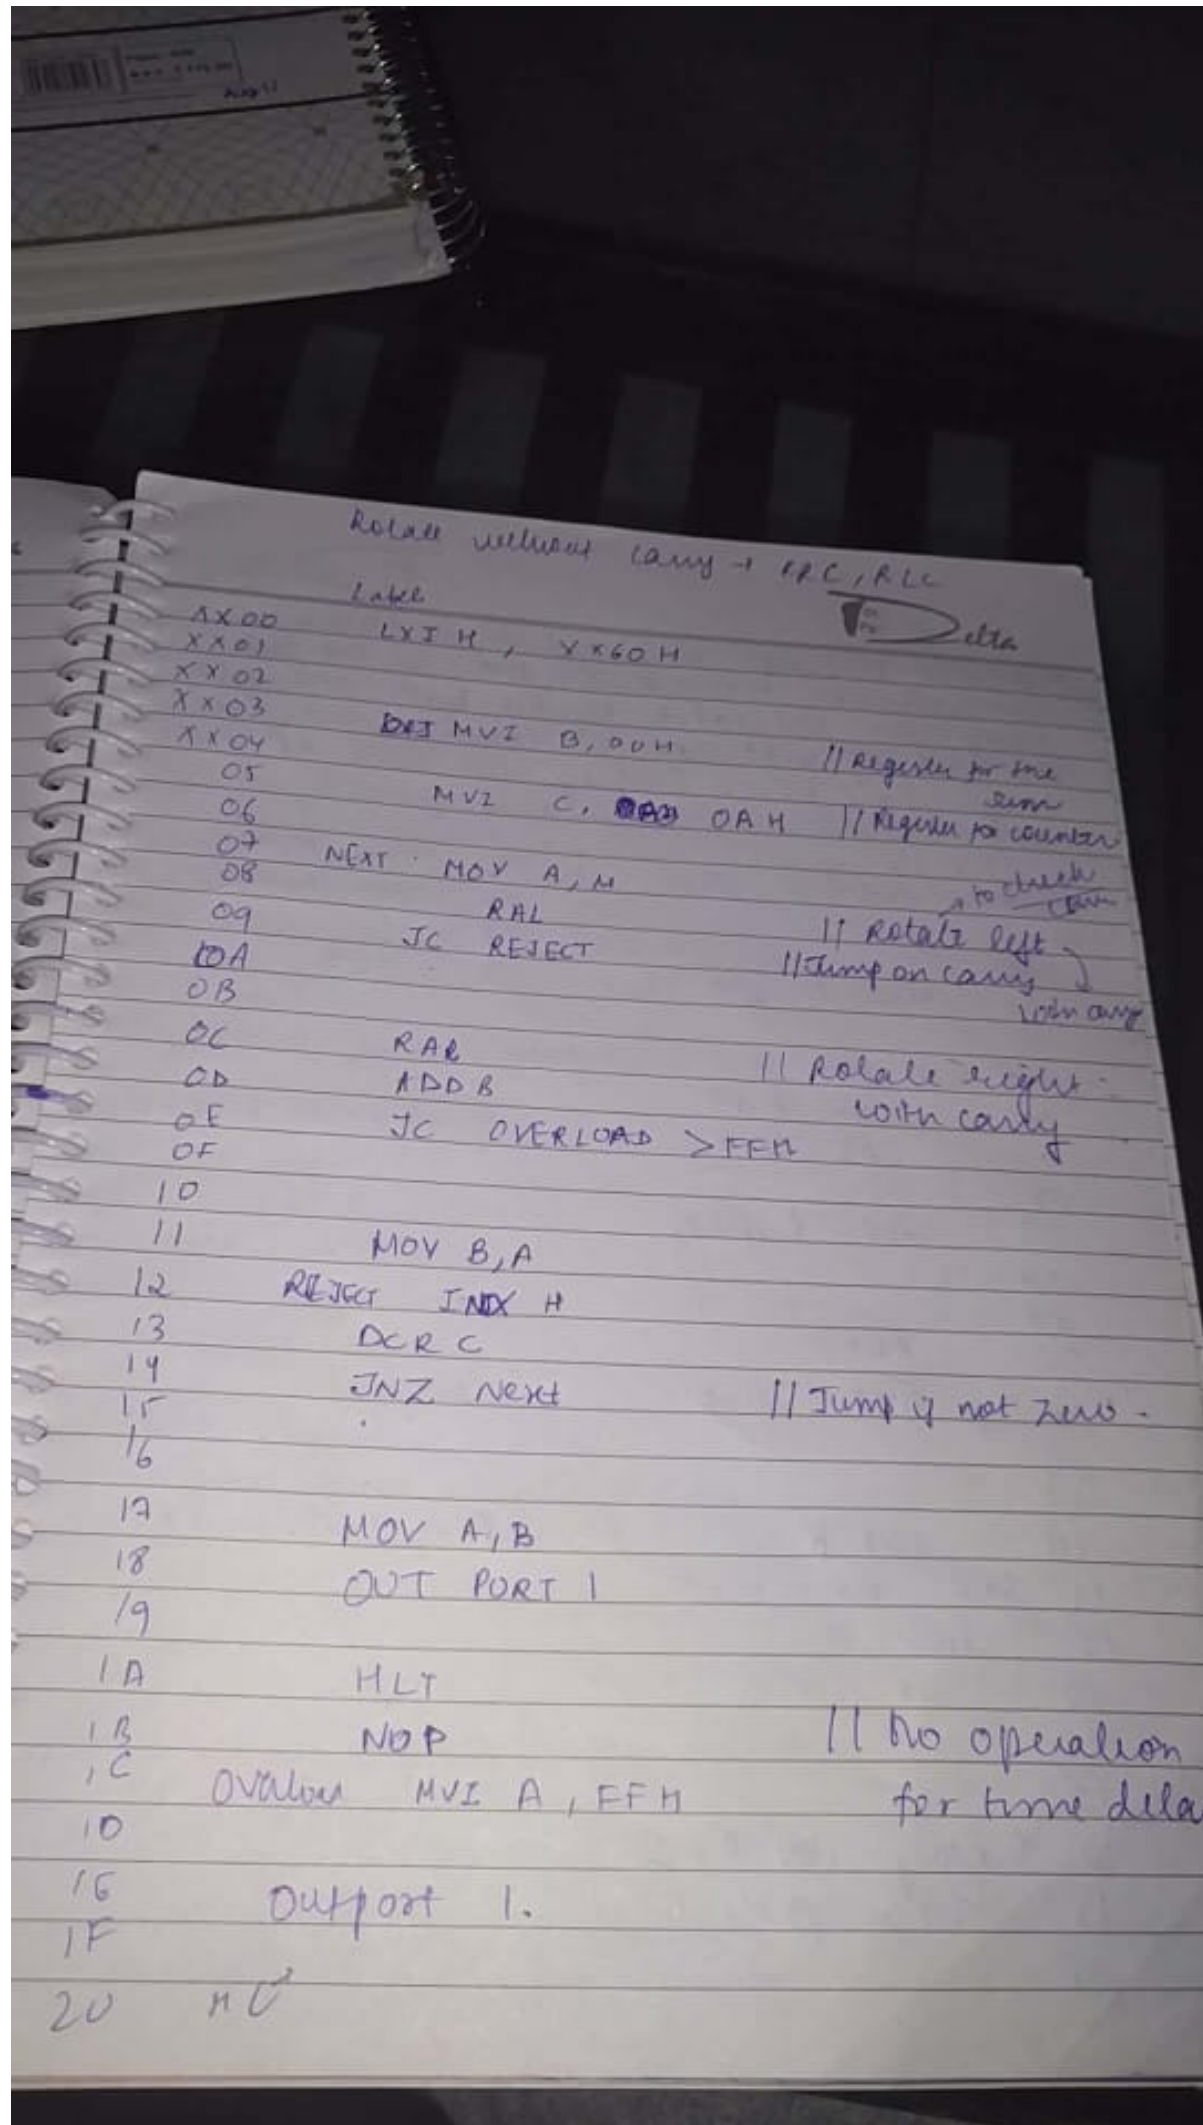 Rotate without carry → RRC, RLC
Label
Delta
XX00 LXI H, XX60H
XX01
XX02
XX03 MVI B, 00H // Register for the sum
XX04
05 MVI C, 0AH // Register for counter
06
07 NEXT: MOV A, M
08 RAL // Rotate left → to check carry
with carry
09 JC REJECT // Jump on carry
0A
0B
0C RAR // Rotate right with carry
0D ADD B
0E JC OVERLOAD >FFH
0F
10
11 MOV B, A
12 REJECT INX H
13 DCR C
14 JNZ Next // Jump if not zero.
15
16
17 MOV A, B
18 OUT PORT 1
19
1A HLT
1B NOP // No operation
for time dela
1C MVI A, FFH
1D
1E Outport 1.
1F
20